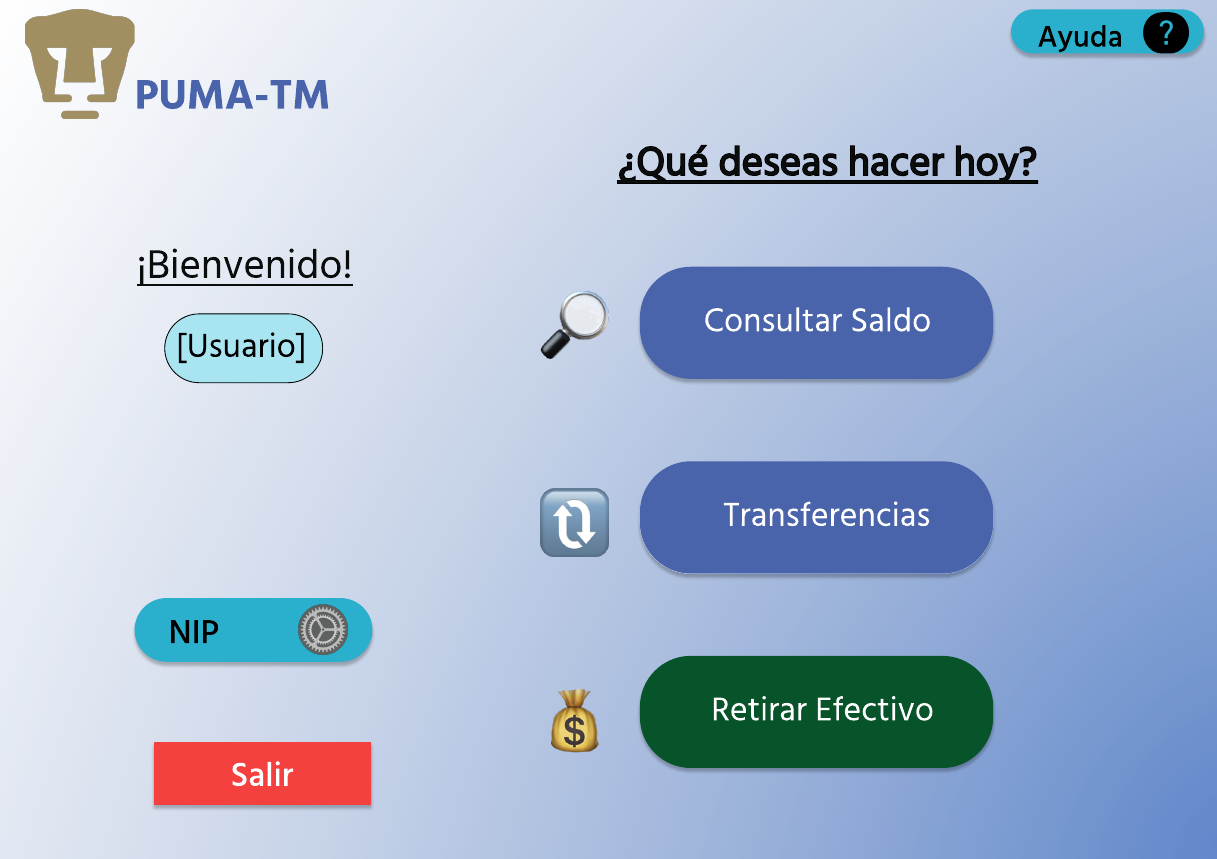 PUMA-TM
Ayuda ?
¿Qué deseas hacer hoy?
¡Bienvenido!
[Usuario]
Consultar Saldo
Transferencias
NIP
$
Retirar Efectivo
Salir